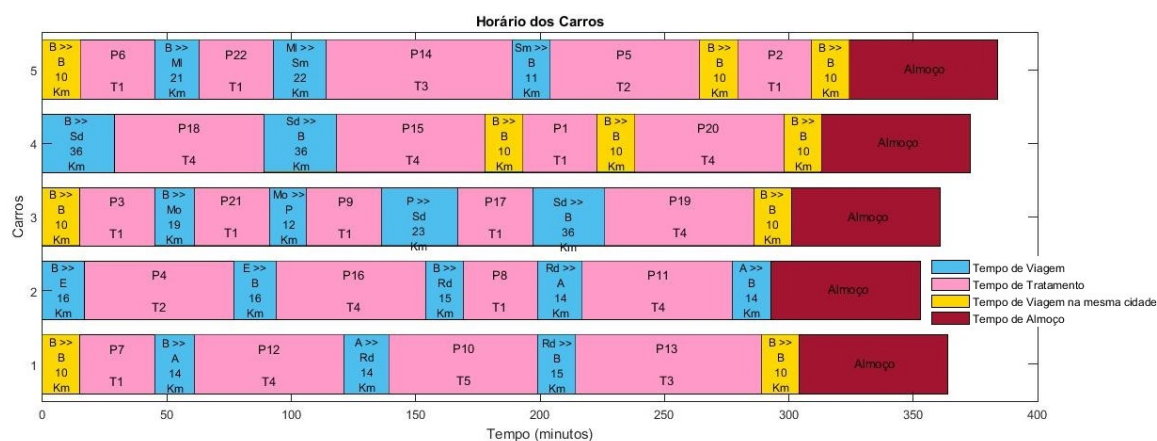 Horário dos Carros
B >> B 10 Km
P6 T1
B >> Ml 21 Km
P22 T1
Ml >> Sm 22 Km
P14 T3
Sm >> B 11 Km
P5 T2
B >> B 10 Km
P2 T1
B >> B 10 Km
Almoço
5
B >> Sd 36 Km
P18 T4
Sd >> B 36 Km
P15 T4
B >> B 10 Km
P1 T1
B >> B 10 Km
P20 T4
B >> B 10 Km
Almoço
4
B >> B 10 Km
P3 T1
B >> Mo 19 Km
P21 T1
Mo >> P 12 Km
P9 T1
P >> Sd 23 Km
P17 T1
Sd >> B 36 Km
P19 T4
B >> B 10 Km
Almoço
3
Carros
B >> E 16 Km
P4 T2
E >> B 16 Km
P16 T4
B >> Rd 15 Km
P8 T1
Rd >> A 14 Km
P11 T4
A >> B 14 Km
Almoço
2
Tempo de Viagem
Tempo de Tratamento
Tempo de Viagem na mesma cidade
Tempo de Almoço
B >> B 10 Km
P7 T1
B >> A 14 Km
P12 T4
A >> Rd 14 Km
P10 T5
Rd >> B 15 Km
P13 T3
B >> B 10 Km
Almoço
1
0 50 100 150 200 250 300 350 400
Tempo (minutos)